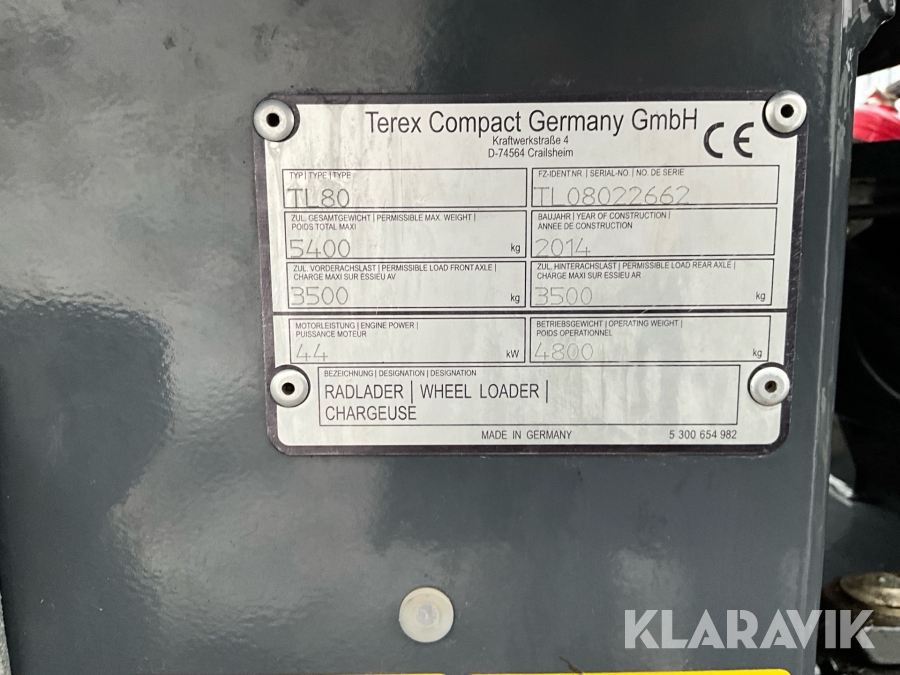 Terex Compact Germany GmbH
Kraftwerkstraße 4
D-74564 Crailsheim
CE
TYP | TYPE | TYPE
TL80
FZ-IDENT.NR. | SERIAL-NO. | NO. DE SERIE
TL08022662
ZUL. GESAMTGEWICHT | PERMISSIBLE MAX. WEIGHT |
POIDS TOTAL MAXI
5400 kg
BAUJAHR | YEAR OF CONSTRUCTION |
ANNEE DE CONSTRUCTION
2014
ZUL. VORDERACHSLAST | PERMISSIBLE LOAD FRONT AXLE |
CHARGE MAXI SUR ESSIEU AV
3500 kg
ZUL. HINTERACHSLAST | PERMISSIBLE LOAD REAR AXLE |
CHARGE MAXI SUR ESSIEU AR
3500 kg
MOTORLEISTUNG | ENGINE POWER |
PUISSANCE MOTEUR
44 kW
BETRIEBSGEWICHT | OPERATING WEIGHT |
POIDS OPERATIONNEL
4800 kg
BEZEICHNUNG | DESIGNATION | DESIGNATION
RADLADER | WHEEL LOADER |
CHARGEUSE
MADE IN GERMANY 5 300 654 982
KLARAVIK